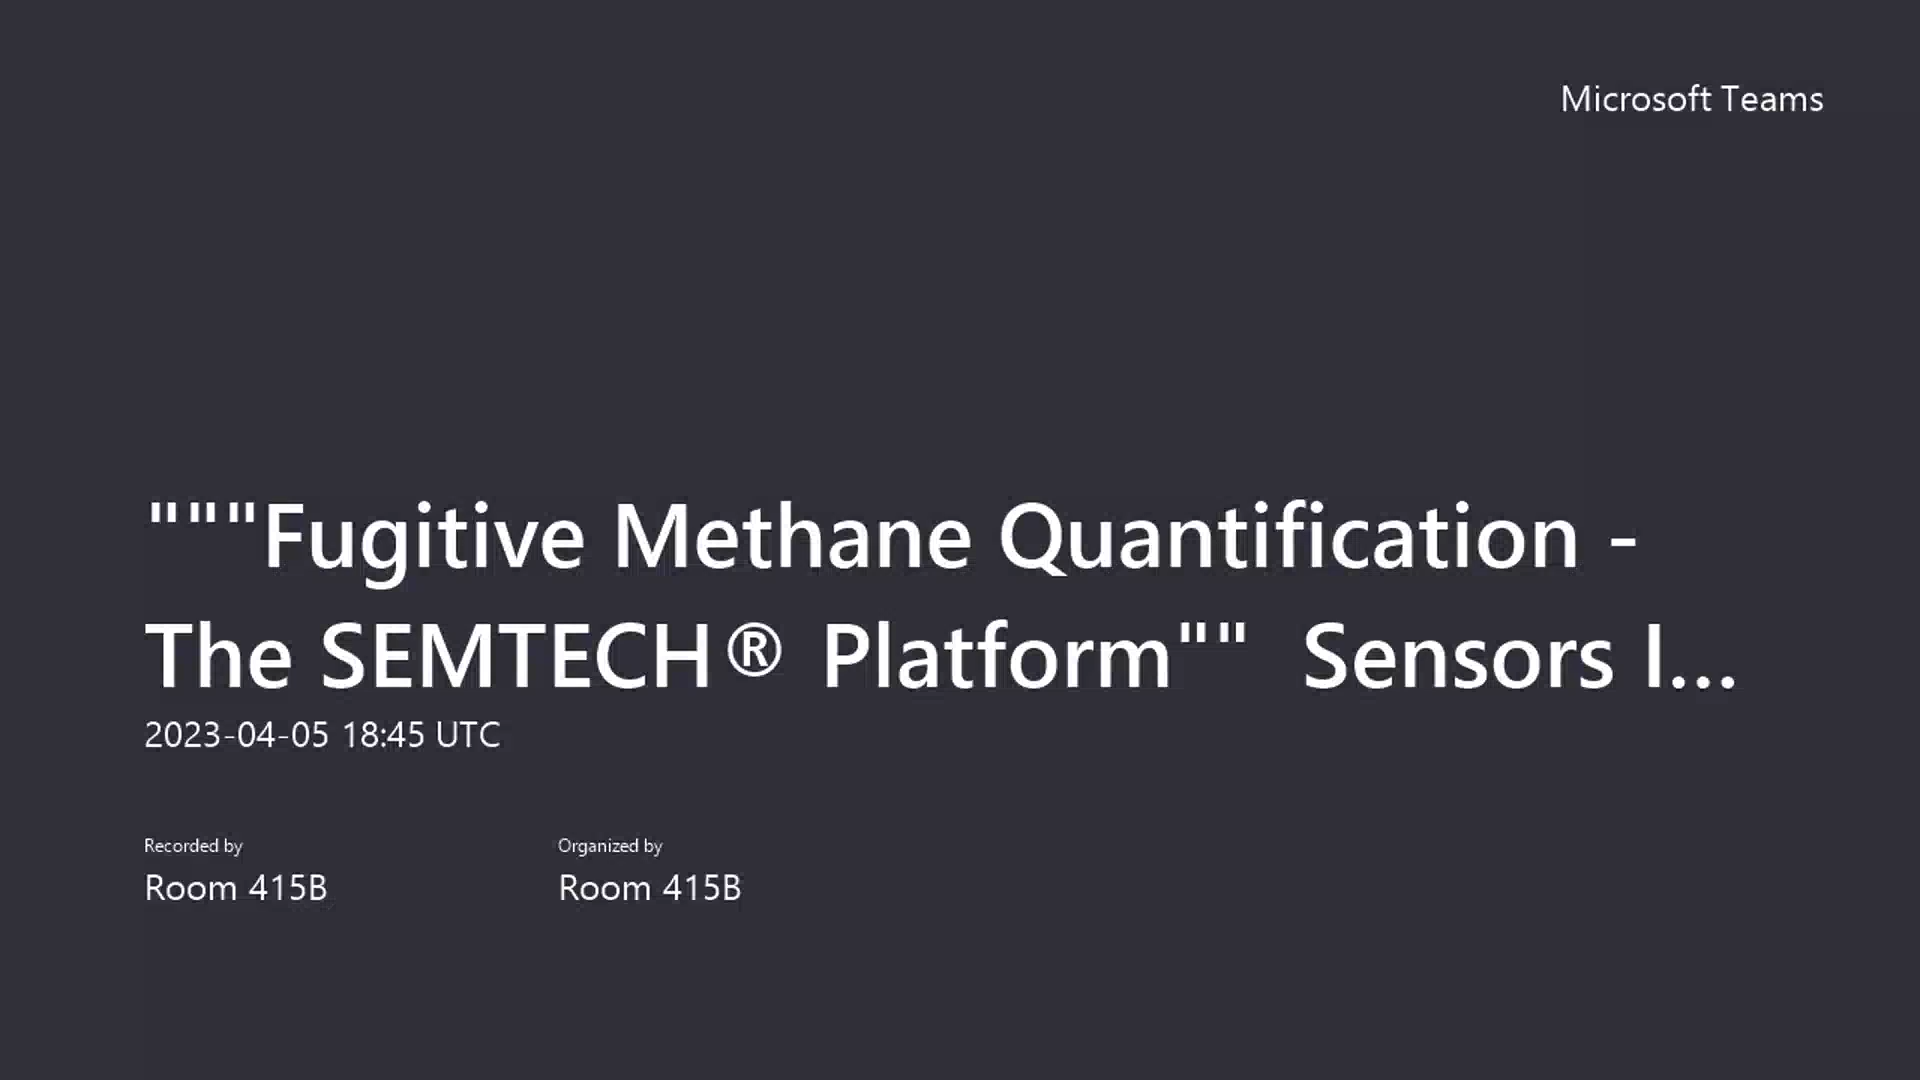 Microsoft Teams
"""Fugitive Methane Quantification -
The SEMTECH® Platform"" Sensors I...
2023-04-05 18:45 UTC
Recorded by
Organized by
Room 415B
Room 415B